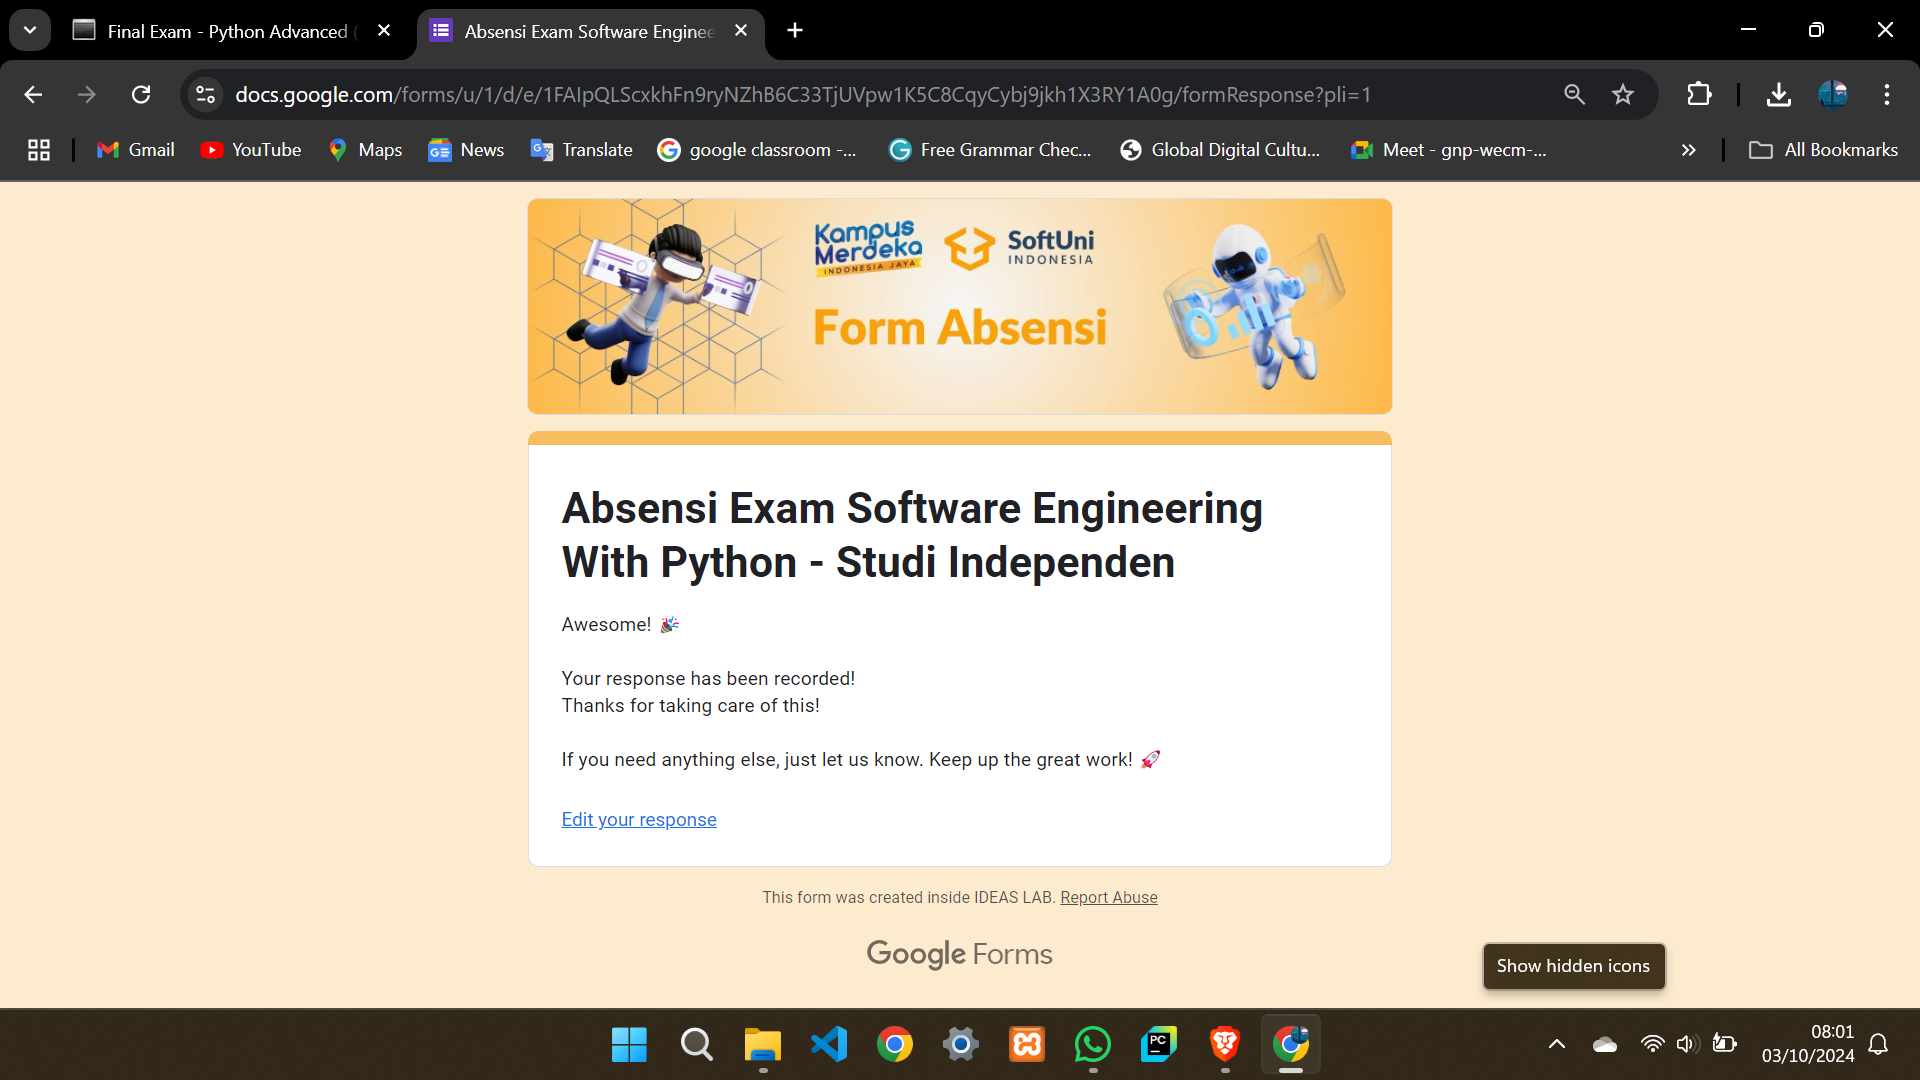 Final Exam - Python Advanced (
Absensi Exam Software Enginee
docs.google.com/forms/u/1/d/e/1FAIpQLScxkhFn9ryNZhB6C33TjUVpw1K5C8CqyCybj9jkh1X3RY1A0g/formResponse?pli=1
Gmail
YouTube
Maps
News
Translate
google classroom -...
Free Grammar Chec...
Global Digital Cultu...
Meet - gnp-wecm-...
All Bookmarks
Kampus
Merdeka
INDONESIA JAYA
SoftUni
INDONESIA
Form Absensi
Absensi Exam Software Engineering
With Python - Studi Independen
Awesome! 🎉
Your response has been recorded!
Thanks for taking care of this!
If you need anything else, just let us know. Keep up the great work! 🚀
Edit your response
This form was created inside IDEAS LAB. Report Abuse
Google Forms
Show hidden icons
PC
08:01
03/10/2024